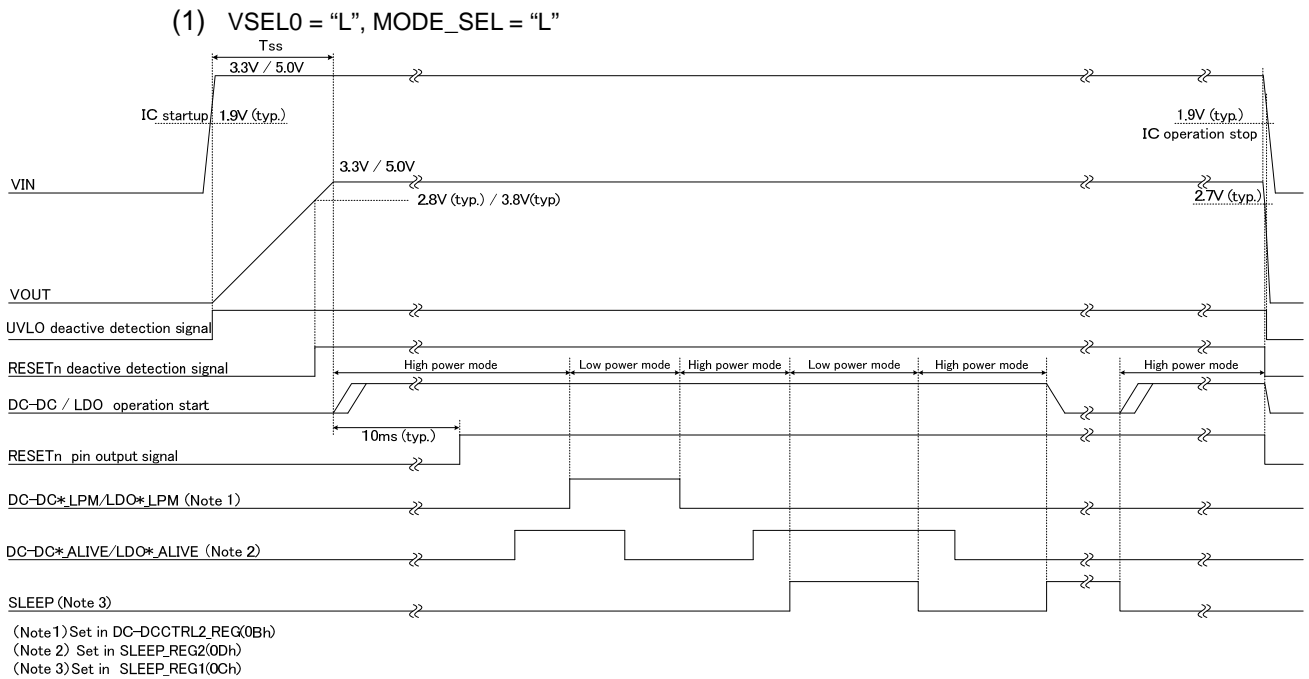 (1) VSEL0 = “L”, MODE_SEL = “L”
Tss
3.3V / 5.0V
IC startup 1.9V (typ.)
1.9V (typ.)
IC operation stop
3.3V / 5.0V
VIN
2.8V (typ.) / 3.8V(typ)
2.7V (typ.)
VOUT
UVLO deactive detection signal
RESETn deactive detection signal
High power mode Low power mode High power mode Low power mode High power mode High power mode
DC-DC / LDO operation start
10ms (typ.)
RESETn pin output signal
DC-DC*_LPM/LDO*_LPM (Note 1)
DC-DC*_ALIVE/LDO*_ALIVE (Note 2)
SLEEP (Note 3)
(Note1)Set in DC-DCCTRL2_REG(0Bh)
(Note 2) Set in SLEEP_REG2(0Dh)
(Note 3)Set in SLEEP_REG1(0Ch)